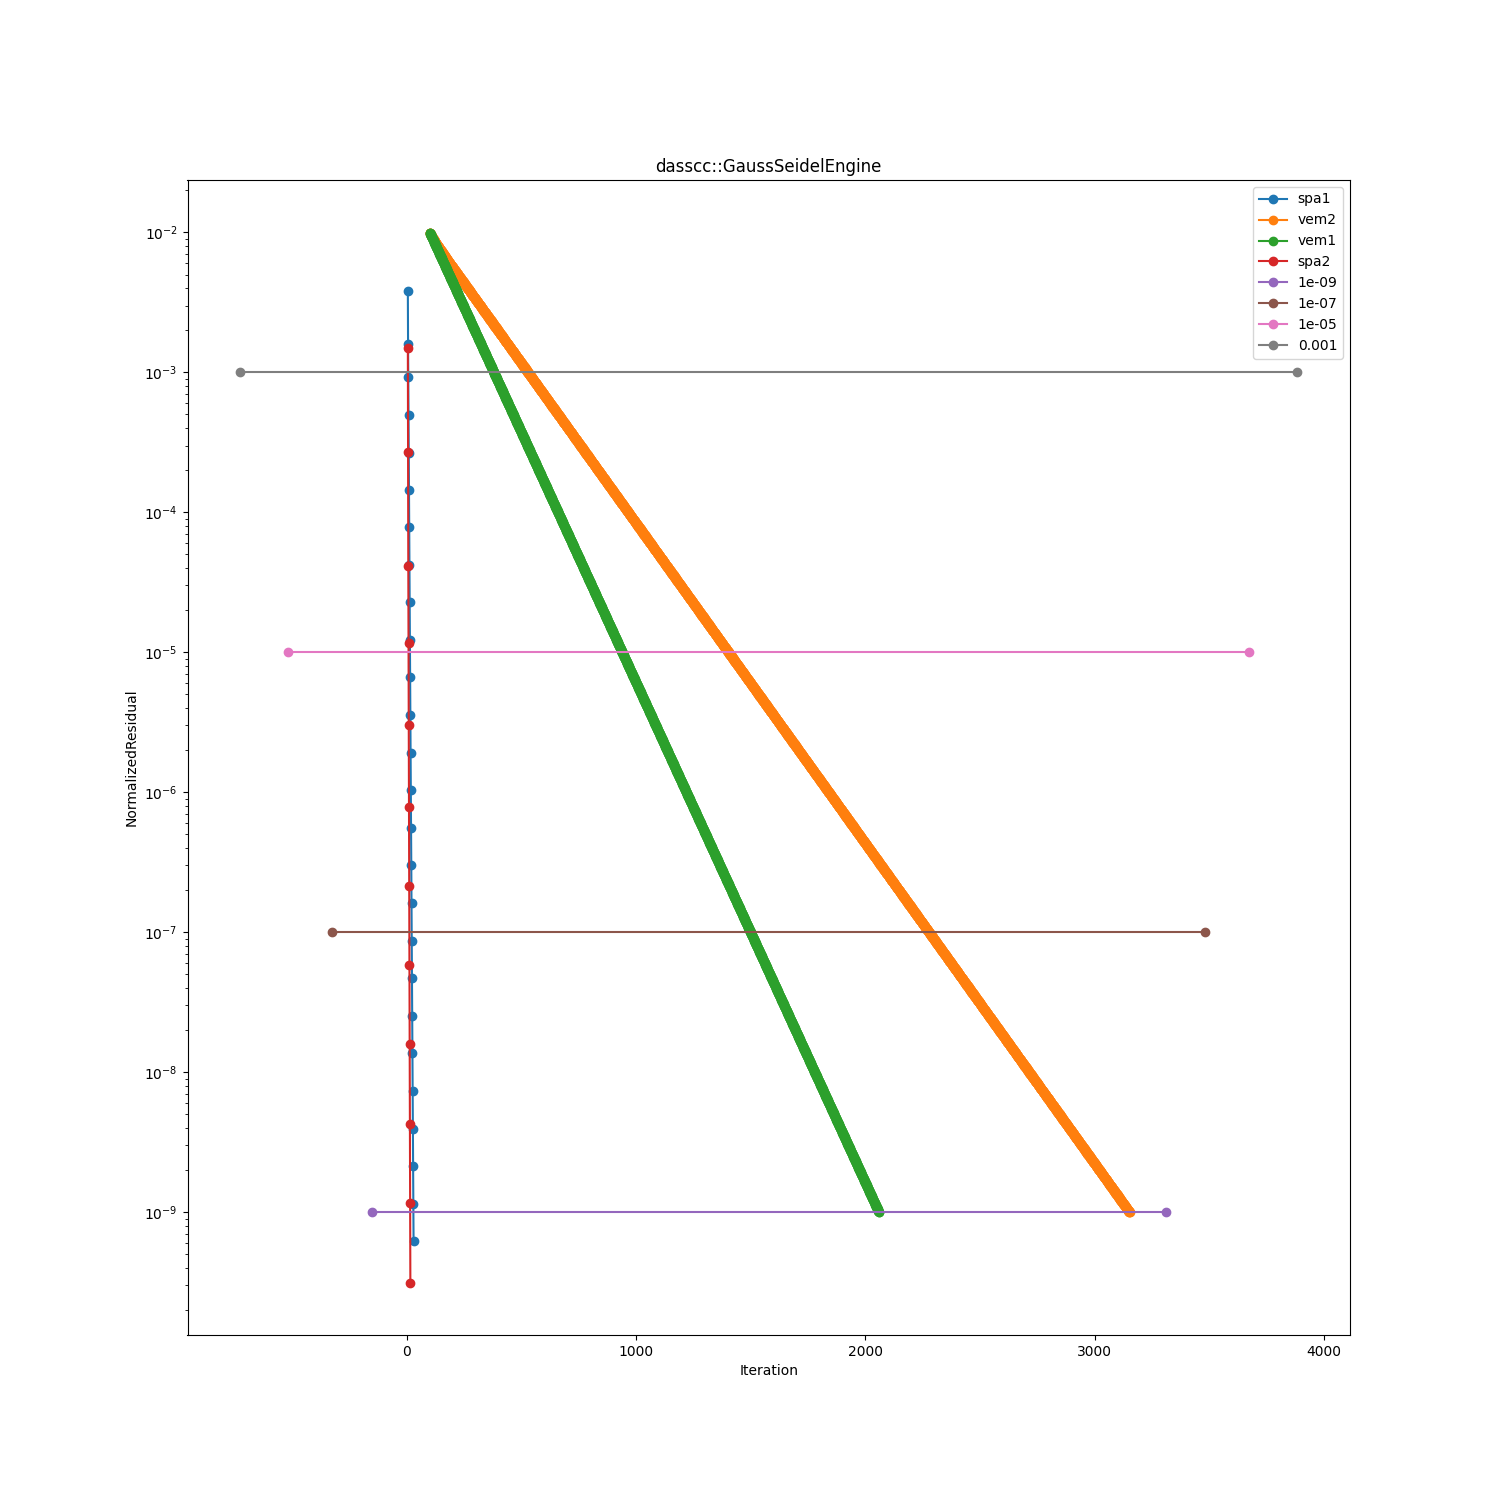 dasscc::GaussSeidelEngine
spa1
vem2
vem1
spa2
1e-09
1e-07
1e-05
0.001
10⁻²
10⁻³
10⁻⁴
10⁻⁵
10⁻⁶
10⁻⁷
10⁻⁸
10⁻⁹
NormalizedResidual
0 1000 2000 3000 4000
Iteration